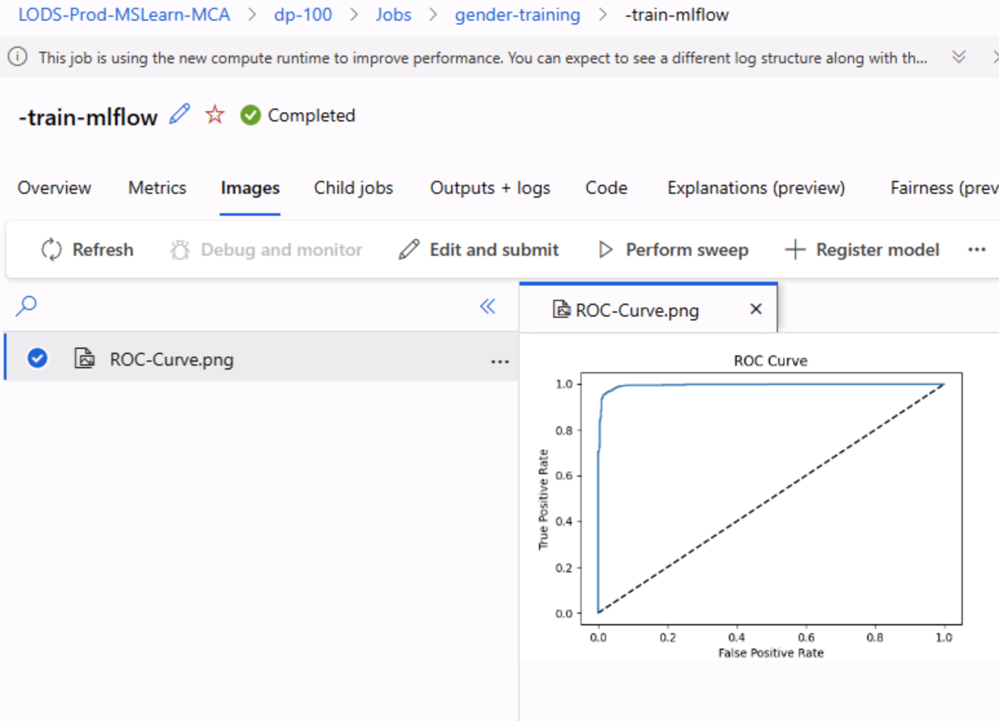 LODS-Prod-MSLearn-MCA > dp-100 > Jobs > gender-training > -train-mlflow
This job is using the new compute runtime to improve performance. You can expect to see a different log structure along with th...
-train-mlflow Completed
Overview Metrics Images Child jobs Outputs + logs Code Explanations (preview) Fairness (prev
Refresh Debug and monitor Edit and submit Perform sweep Register model ...
ROC-Curve.png
ROC-Curve.png ...
ROC Curve
True Positive Rate
1.0
0.8
0.6
0.4
0.2
0.0
0.0 0.2 0.4 0.6 0.8 1.0
False Positive Rate